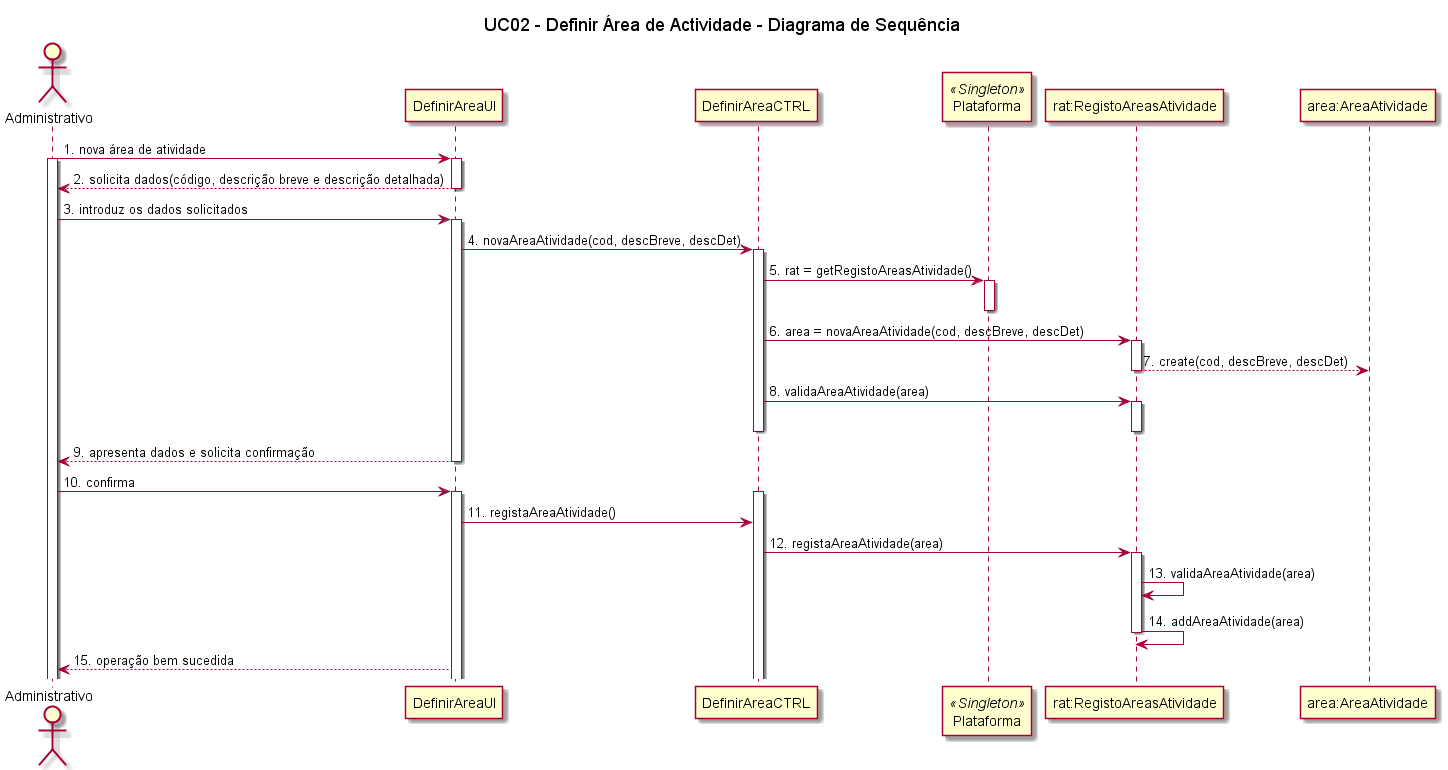 UC02 - Definir Área de Actividade - Diagrama de Sequência
Administrativo
DefinirAreaUI
DefinirAreaCTRL
«Singleton»
Plataforma
rat:RegistoAreasAtividade
area:AreaAtividade
1. nova área de atividade
2. solicita dados(código, descrição breve e descrição detalhada)
3. introduz os dados solicitados
4. novaAreaAtividade(cod, descBreve, descDet)
5. rat = getRegistoAreasAtividade()
6. area = novaAreaAtividade(cod, descBreve, descDet)
7. create(cod, descBreve, descDet)
8. validaAreaAtividade(area)
9. apresenta dados e solicita confirmação
10. confirma
11. registaAreaAtividade()
12. registaAreaAtividade(area)
13. validaAreaAtividade(area)
14. addAreaAtividade(area)
15. operação bem sucedida
Administrativo
DefinirAreaUI
DefinirAreaCTRL
«Singleton»
Plataforma
rat:RegistoAreasAtividade
area:AreaAtividade